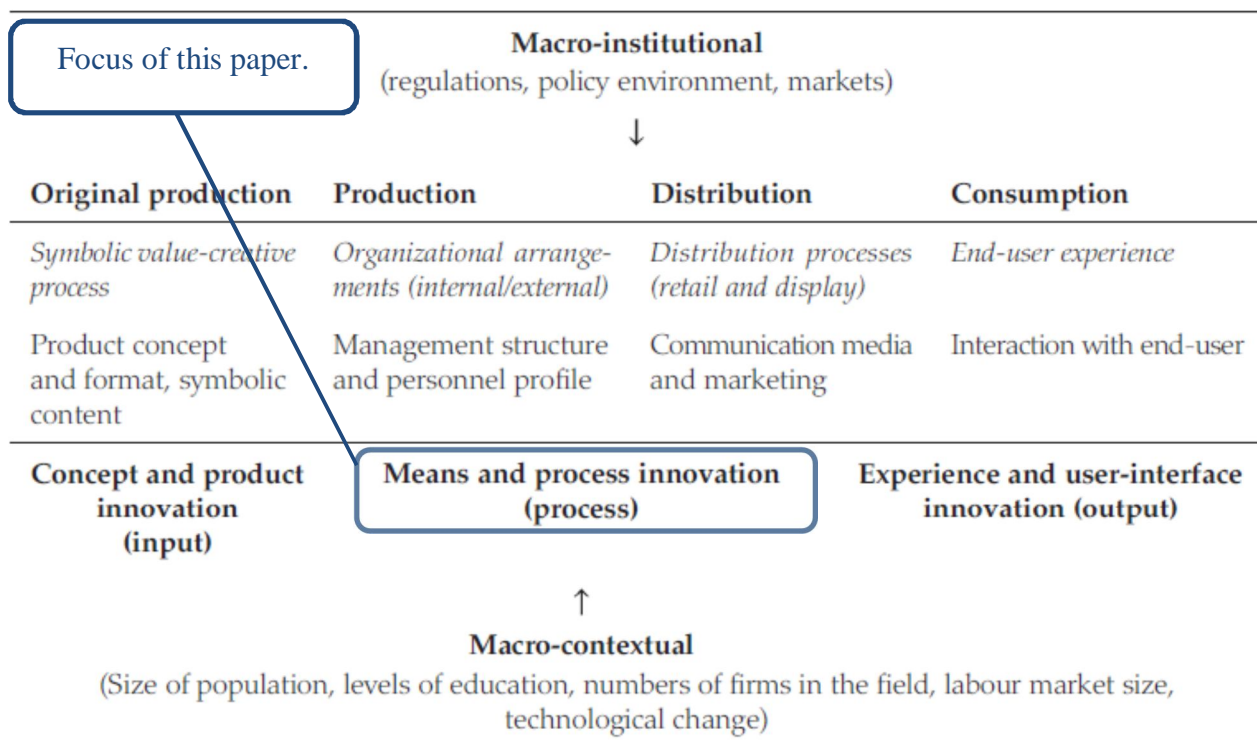 Focus of this paper.
Macro-institutional
(regulations, policy environment, markets)
↓
Original production
Production
Distribution
Consumption
Symbolic value-creative
process
Organizational arrange-
ments (internal/external)
Distribution processes
(retail and display)
End-user experience
Product concept
and format, symbolic
content
Management structure
and personnel profile
Communication media
and marketing
Interaction with end-user
Concept and product
innovation
(input)
Means and process innovation
(process)
Experience and user-interface
innovation (output)
↑
Macro-contextual
(Size of population, levels of education, numbers of firms in the field, labour market size,
technological change)